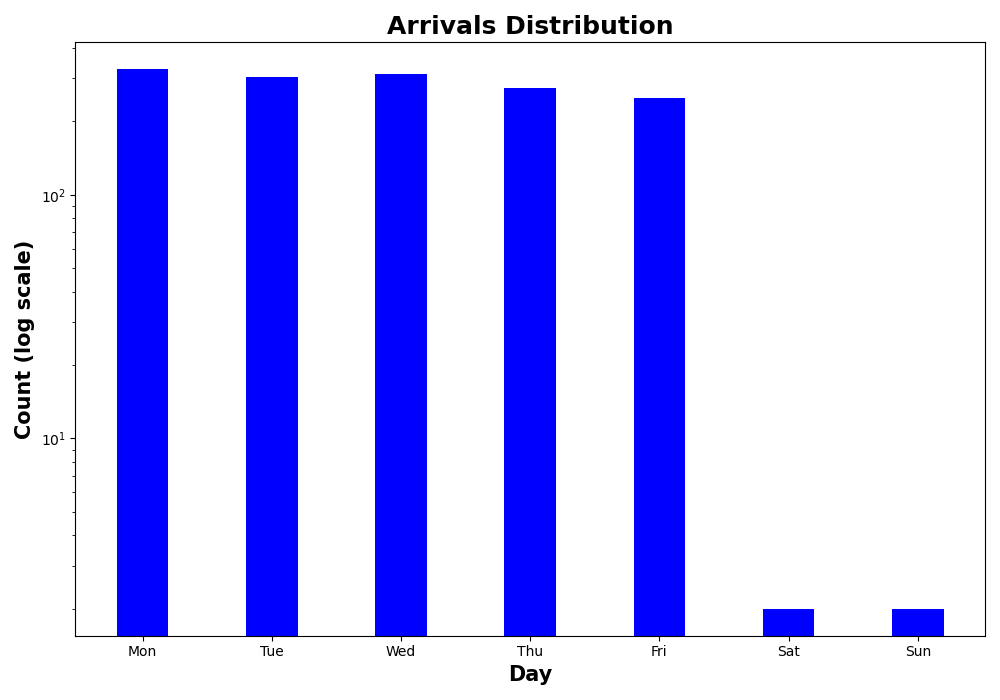 Arrivals Distribution
Count (log scale)
10²
10¹
Mon Tue Wed Thu Fri Sat Sun
Day